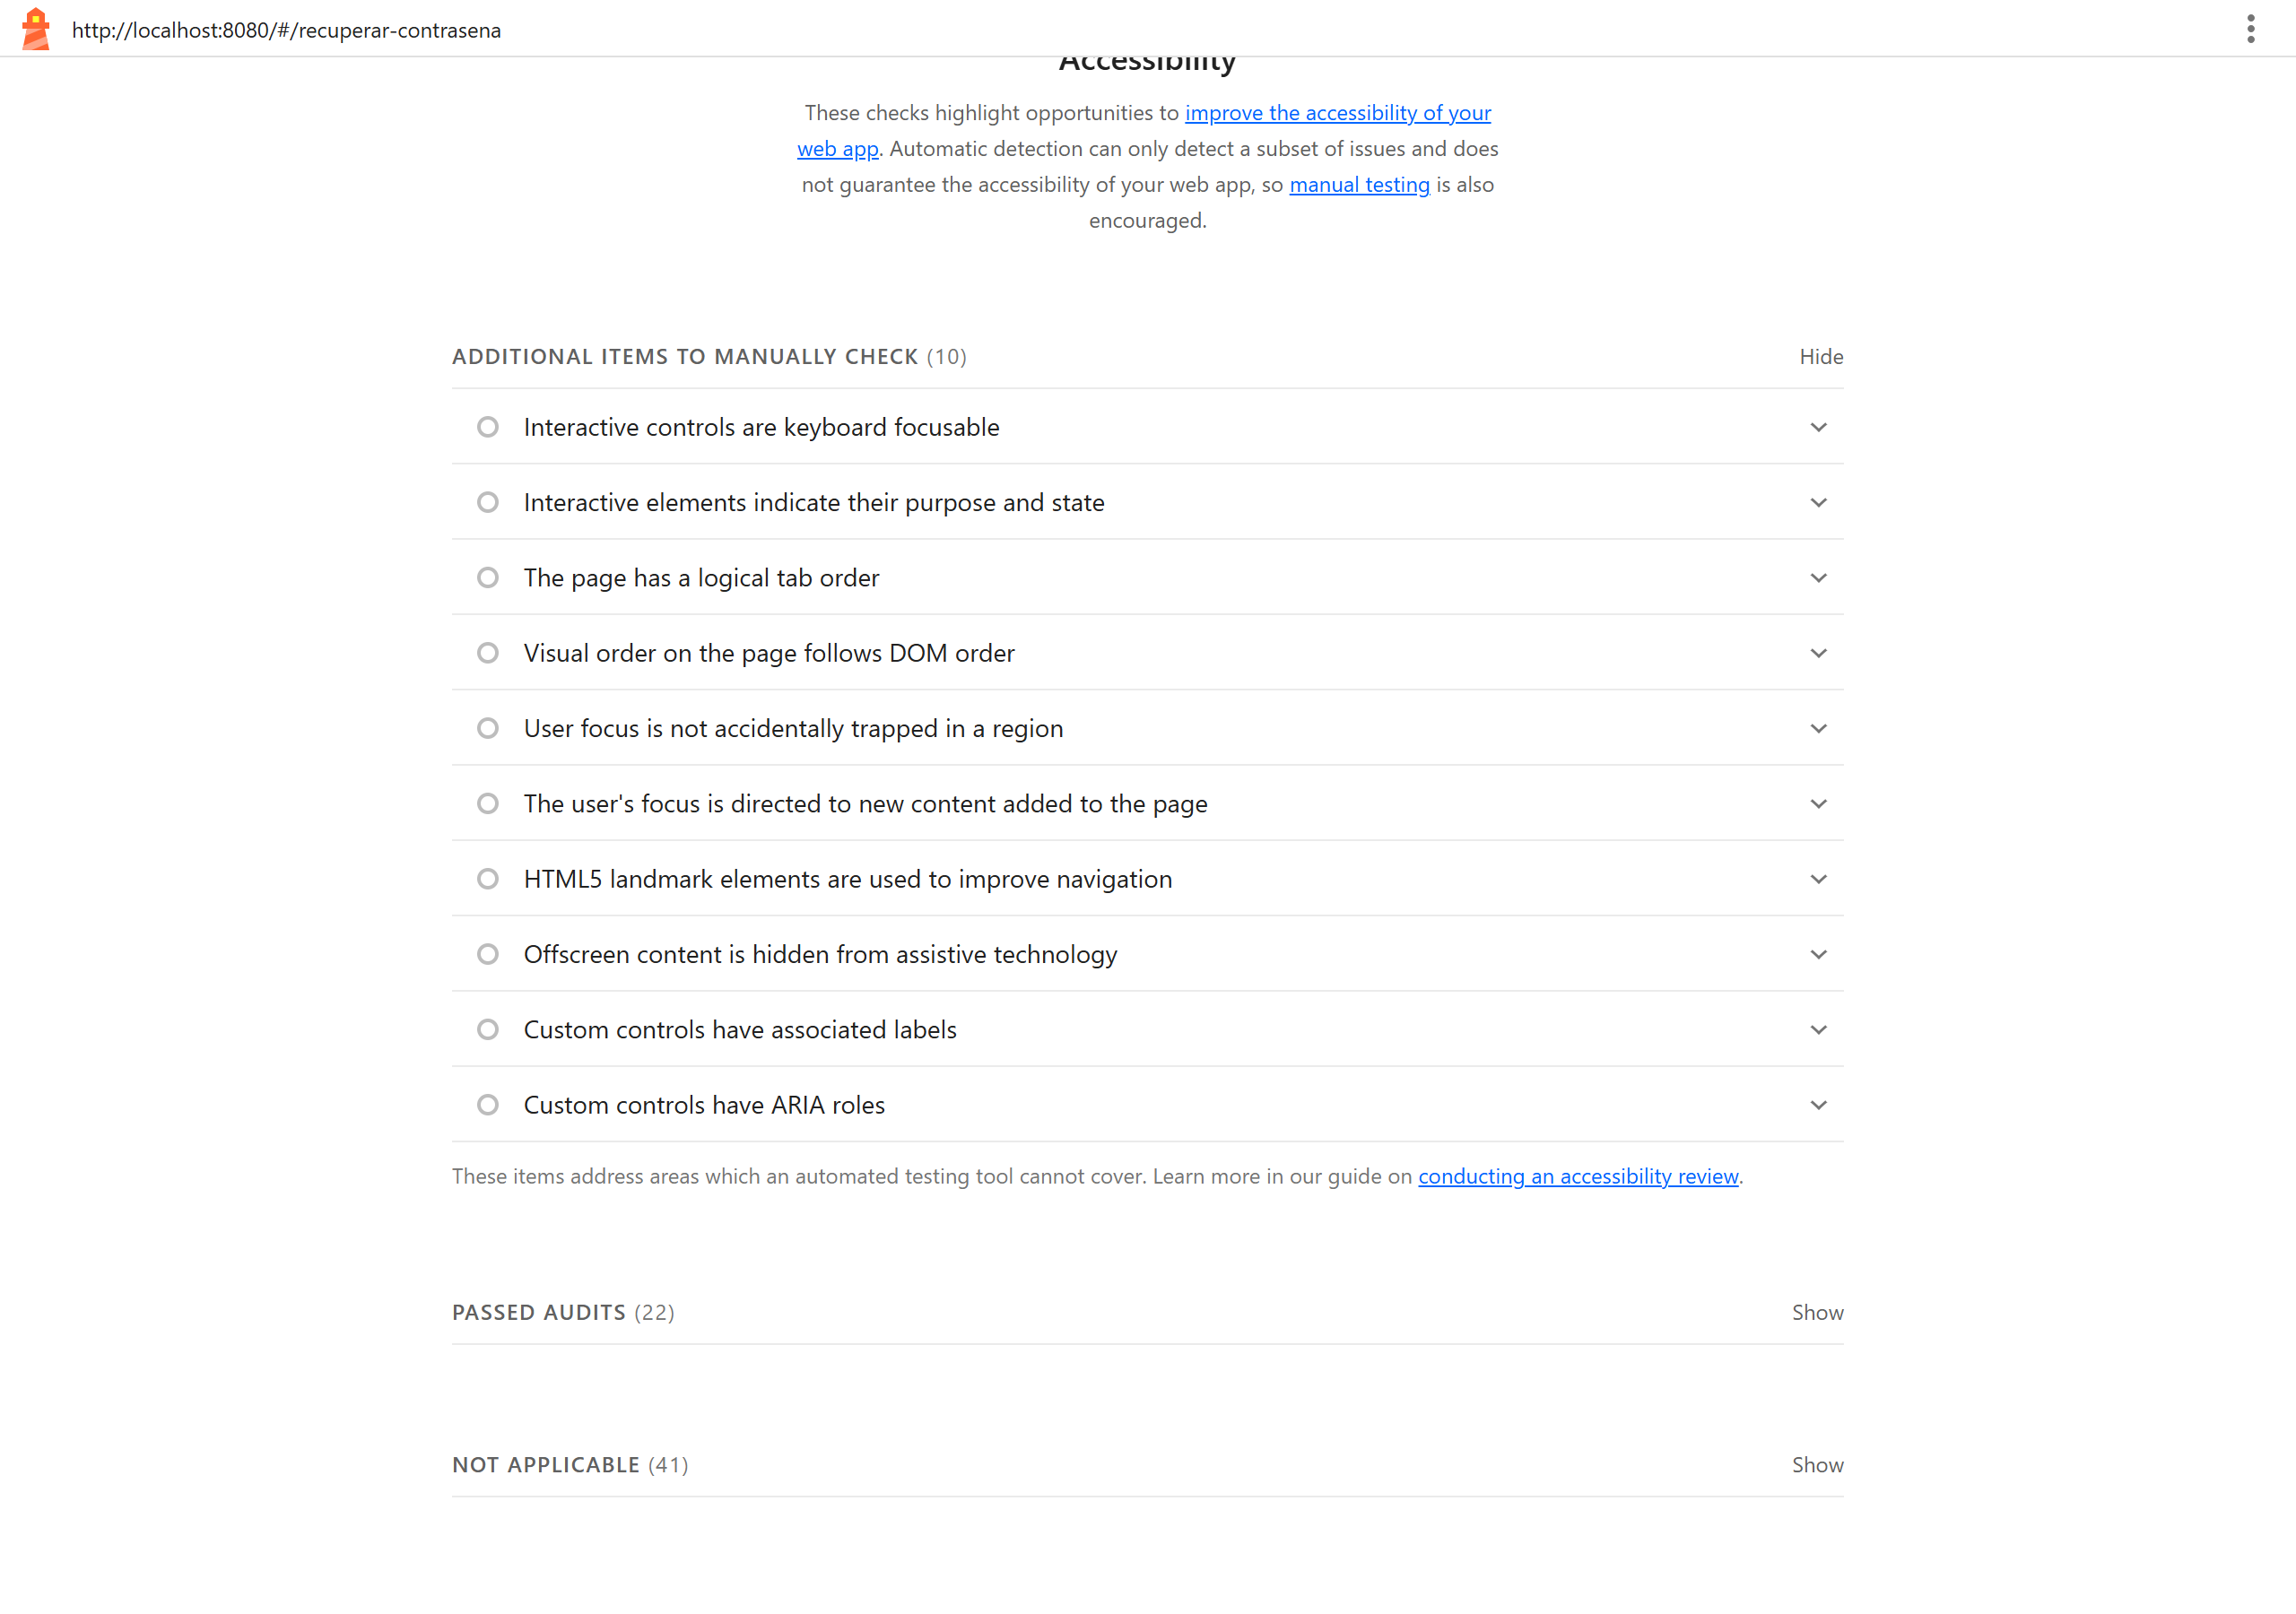 http://localhost:8080/#/recuperar-contrasena
Accessibility
These checks highlight opportunities to improve the accessibility of your
web app. Automatic detection can only detect a subset of issues and does
not guarantee the accessibility of your web app, so manual testing is also
encouraged.
ADDITIONAL ITEMS TO MANUALLY CHECK (10)
Hide
Interactive controls are keyboard focusable
Interactive elements indicate their purpose and state
The page has a logical tab order
Visual order on the page follows DOM order
User focus is not accidentally trapped in a region
The user's focus is directed to new content added to the page
HTML5 landmark elements are used to improve navigation
Offscreen content is hidden from assistive technology
Custom controls have associated labels
Custom controls have ARIA roles
These items address areas which an automated testing tool cannot cover. Learn more in our guide on conducting an accessibility review.
PASSED AUDITS (22)
Show
NOT APPLICABLE (41)
Show